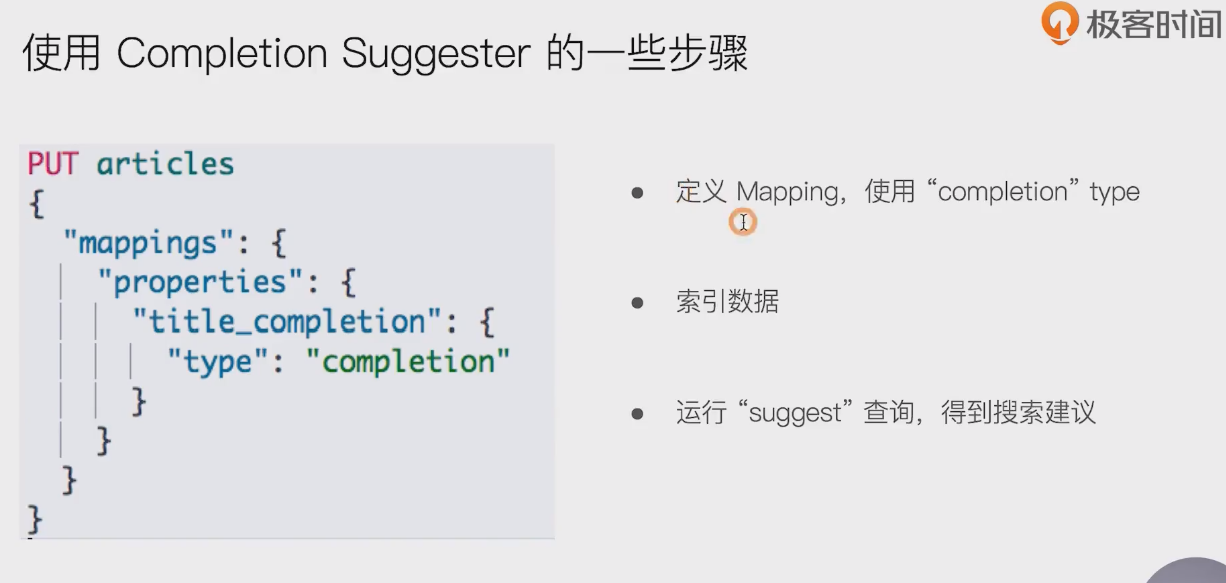 极客时间
使用 Completion Suggester 的一些步骤
PUT articles
{
  "mappings": {
    "properties": {
      "title_completion": {
        "type": "completion"
      }
    }
  }
}
• 定义 Mapping，使用 “completion” type
• 索引数据
• 运行 “suggest” 查询，得到搜索建议